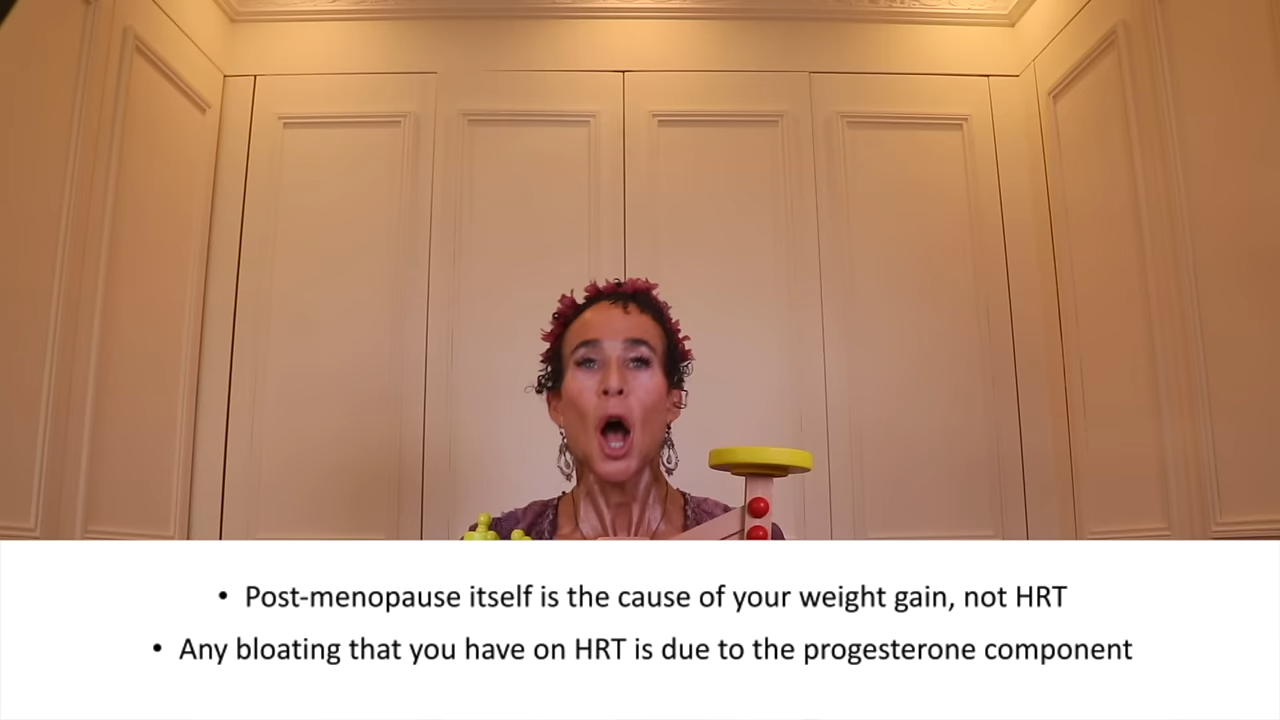 • Post-menopause itself is the cause of your weight gain, not HRT
• Any bloating that you have on HRT is due to the progesterone component